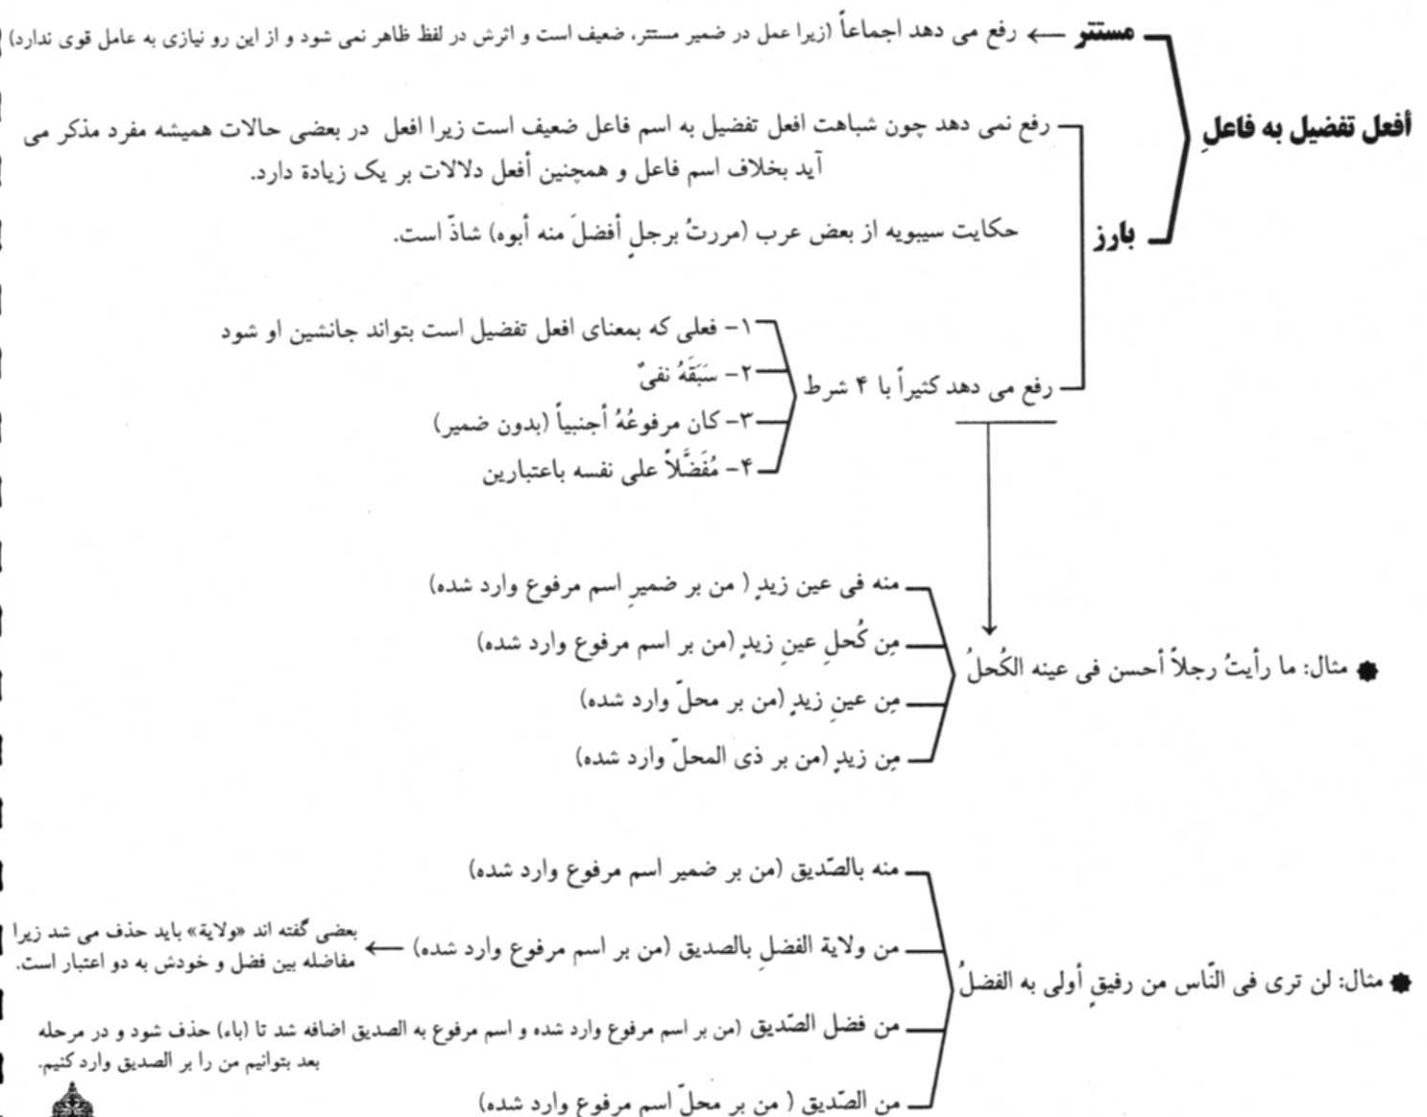 أفعل تفضیل به فاعلِ
مستتر ← رفع می دهد اجماعاً (زیرا عمل در ضمیر مستتر، ضعیف است و اثرش در لفظ ظاهر نمی شود و از این رو نیازی به عامل قوی ندارد)
بارز
رفع نمی دهد چون شباهت افعل تفضیل به اسم فاعل ضعیف است زیرا افعل در بعضی حالات همیشه مفرد مذکر می
آید بخلاف اسم فاعل و همچنین أفعل دلالات بر یک زیادة دارد.
حکایت سیبویه از بعض عرب (مررتُ برجلٍ أفضلَ منه أبوه) شاذّ است.
رفع می دهد کثیراً با ۴ شرط
۱- فعلی که بمعنای افعل تفضیل است بتواند جانشین او شود
۲- سَبَقَهُ نفیٌ
۳- کان مرفوعُهُ أجنبیاً (بدون ضمیر)
۴- مُفَضَّلاً علی نفسه باعتبارین
مثال: ما رأیتُ رجلاً أحسن فی عینه الکُحلُ
منه فی عین زیدٍ ( من بر ضمیرِ اسم مرفوع وارد شده)
مِن کُحلِ عینِ زیدٍ (من بر اسم مرفوع وارد شده)
مِن عینِ زیدٍ (من بر محلّ وارد شده)
مِن زیدٍ (من بر ذی المحلّ وارد شده)
مثال: لن تری فی النّاس من رفیقٍ أولی به الفضلُ
منه بالصّدیق (من بر ضمیر اسم مرفوع وارد شده)
من ولایة الفضلِ بالصدیق (من بر اسم مرفوع وارد شده) ←
بعضی گفته اند «ولایة» باید حذف می شد زیرا
مفاضله بین فضل و خودش به دو اعتبار است.
من فضل الصّدیق (من بر اسم مرفوع وارد شده و اسم مرفوع به الصدیق اضافه شد تا (باء) حذف شود و در مرحله
بعد بتوانیم من را بر الصدیق وارد کنیم.
من الصّدیق ( من بر محلّ اسم مرفوع وارد شده)